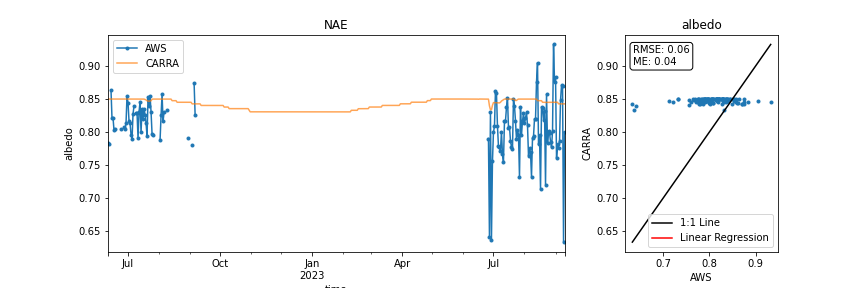 NAE
AWS
CARRA
0.90
0.85
0.80
0.75
0.70
0.65
albedo
Jul
Oct
Jan
2023
Apr
Jul
time
albedo
RMSE: 0.06
ME: 0.04
0.90
0.85
0.80
0.75
0.70
0.65
CARRA
1:1 Line
Linear Regression
0.7
0.8
0.9
AWS